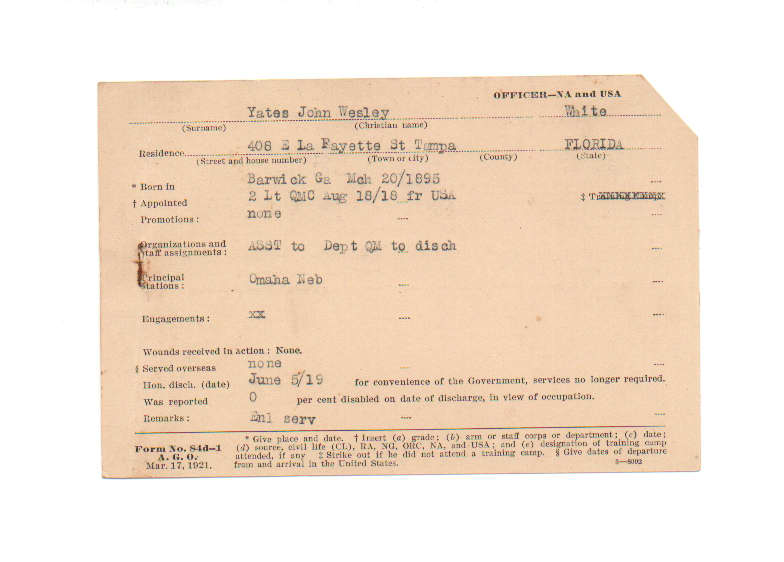 OFFICER—NA and USA
Yates John Wesley White
(Surname) (Christian name)
Residence 408 E La Fayette St Tampa FLORIDA
(Street and house number) (Town or city) (County) (State)
* Born in Barwick Ga Mch 20/1895
† Appointed 2 Lt QMC Aug 18/18 fr USA ‡
Promotions: none
Organizations and
staff assignments: ASST to Dept QM to disch
Principal
stations: Omaha Neb
Engagements: xx
Wounds received in action: None.
§ Served overseas none
Hon. disch. (date) June 5/19 for convenience of the Government, services no longer required.
Was reported 0 per cent disabled on date of discharge, in view of occupation.
Remarks: Enl serv
Form No. 84d—1
A. G. O.
Mar. 17, 1921.
* Give place and date. † Insert (a) grade; (b) arm or staff corps or department; (c) date;
(d) source, civil life (CL), RA, NG, ORC, NA, and USA; and (e) designation of training camp
attended, if any ‡ Strike out if he did not attend a training camp. § Give dates of departure
from and arrival in the United States.